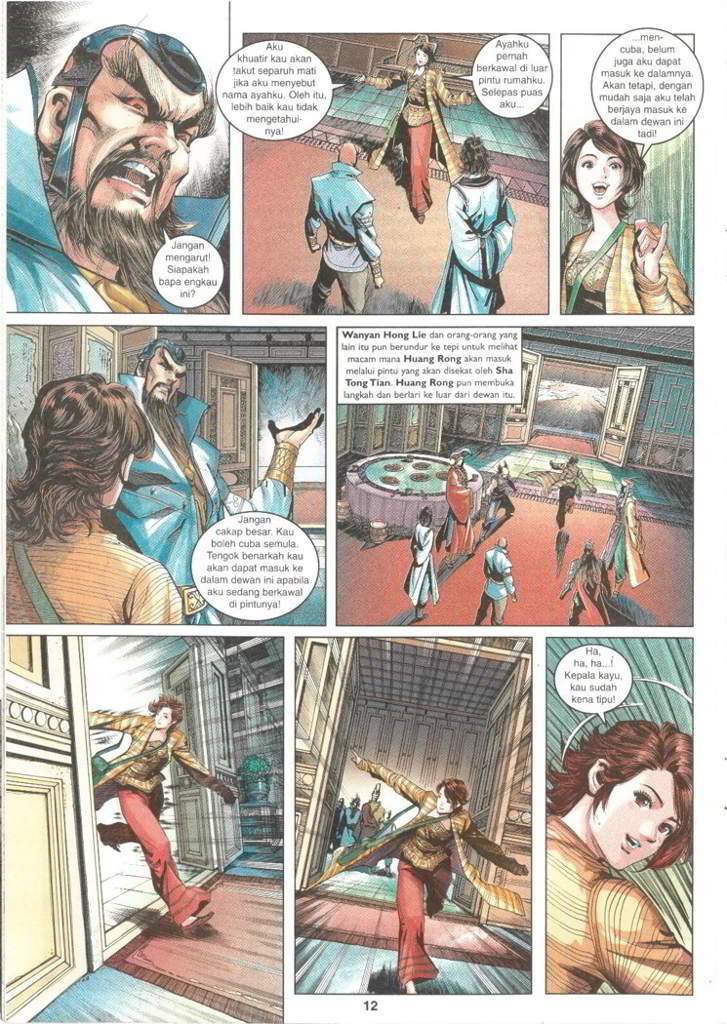 Jangan
mengarut!
Siapakah
bapa engkau
ini?
Aku
khuatir kau akan
takut separuh mati
jika aku menyebut
nama ayahku. Oleh itu,
lebih baik kau tidak
mengetahui-
nya!
Ayahku
pernah
berkawal di luar
pintu rumahku.
Selepas puas
aku...
...men-
cuba, belum
juga aku dapat
masuk ke dalamnya.
Akan tetapi, dengan
mudah saja aku telah
berjaya masuk ke
dalam dewan ini
tadi!
Jangan
cakap besar. Kau
boleh cuba semula.
Tengok benarkah kau
akan dapat masuk ke
dalam dewan ini apabila
aku sedang berkawal
di pintunya!
Wanyan Hong Lie dan orang-orang yang
lain itu pun berundur ke tepi untuk melihat
macam mana Huang Rong akan masuk
melalui pintu yang akan disekat oleh Sha
Tong Tian. Huang Rong pun membuka
langkah dan berlari ke luar dari dewan itu.
Ha,
ha, ha...!
Kepala kayu,
kau sudah
kena tipu!
12